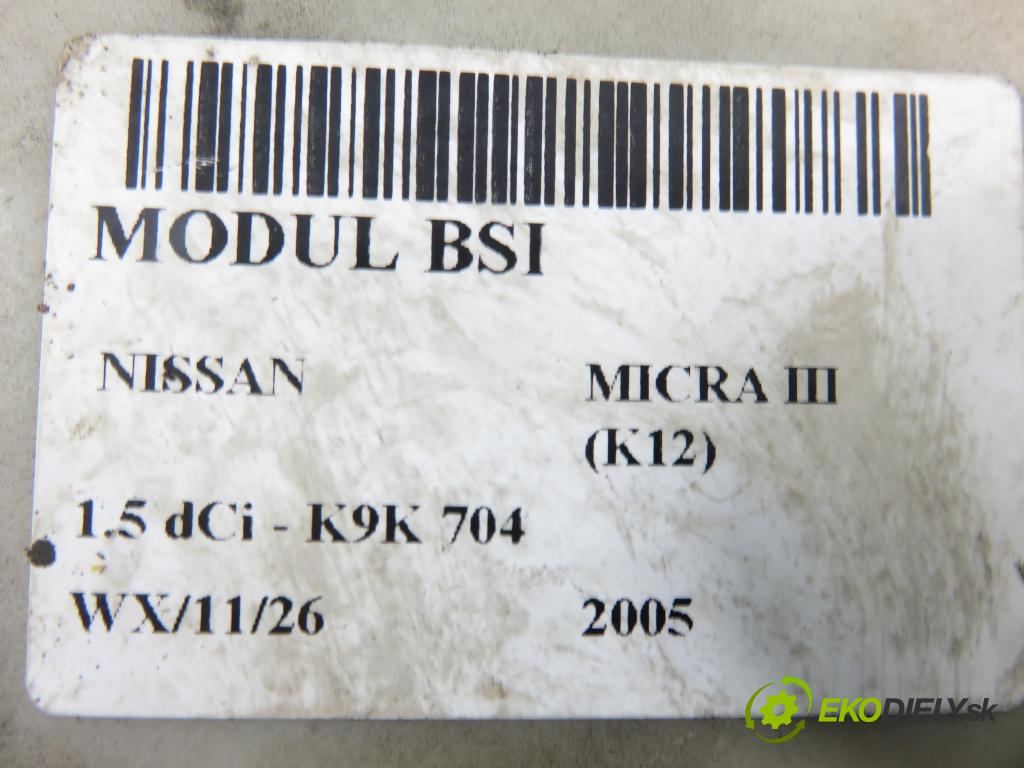 MODUL BSI
NISSAN MICRA III
(K12)
1.5 dCi - K9K 704
WX/11/26 2005
EKODIELY.sk